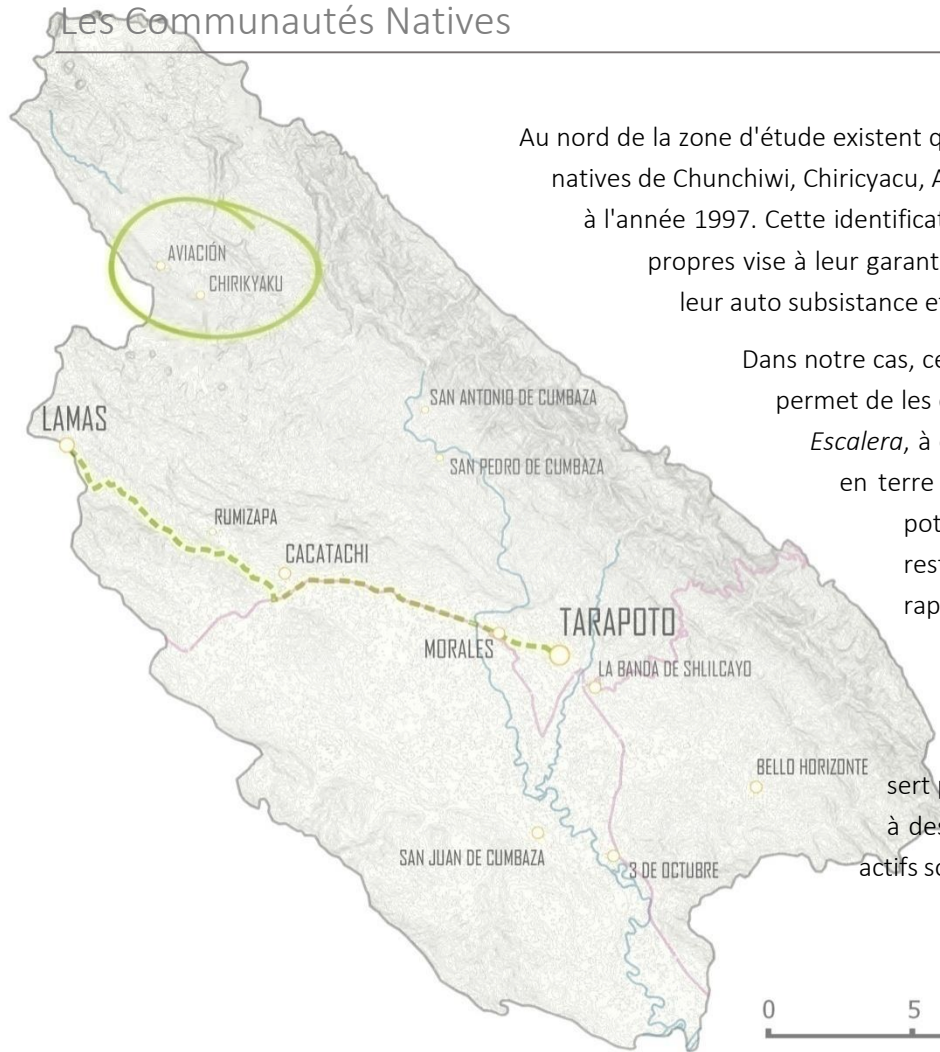 Les Communautés Natives
Au nord de la zone d'étude existent q
natives de Chunchiwi, Chiricyacu, A
à l'année 1997. Cette identificat
propres vise à leur garant
leur auto subsistance et
Dans notre cas, ce
permet de les
Escalera, à
en terre
pot
rest
rap
sert
à des
actifs so
AVIACIÓN
CHIRIKYAKU
SAN ANTONIO DE CUMBAZA
LAMAS
SAN PEDRO DE CUMBAZA
RUMIZAPA
CACATACHI
TARAPOTO
MORALES
LA BANDA DE SHLILCAYO
BELLO HORIZONTE
SAN JUAN DE CUMBAZA
3 DE OCTUBRE
0 5